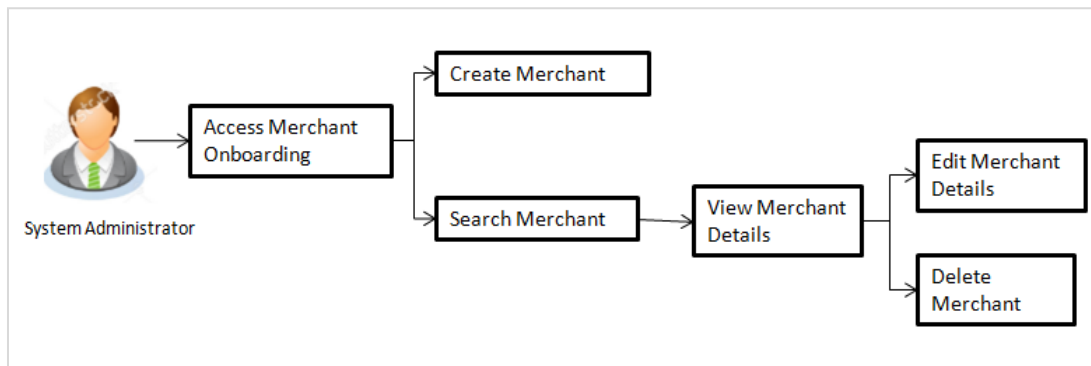 Create Merchant
Access Merchant
Onboarding
System Administrator
Search Merchant
View Merchant
Details
Edit Merchant
Details
Delete
Merchant